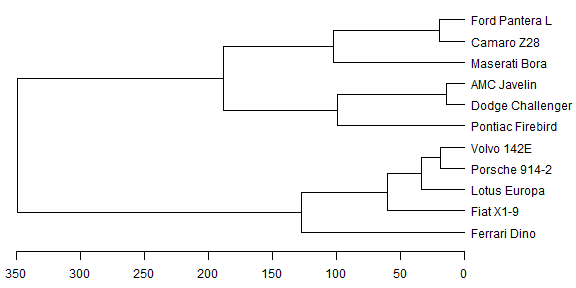 Ford Pantera L
Camaro Z28
Maserati Bora
AMC Javelin
Dodge Challenger
Pontiac Firebird
Volvo 142E
Porsche 914-2
Lotus Europa
Fiat X1-9
Ferrari Dino
350 300 250 200 150 100 50 0